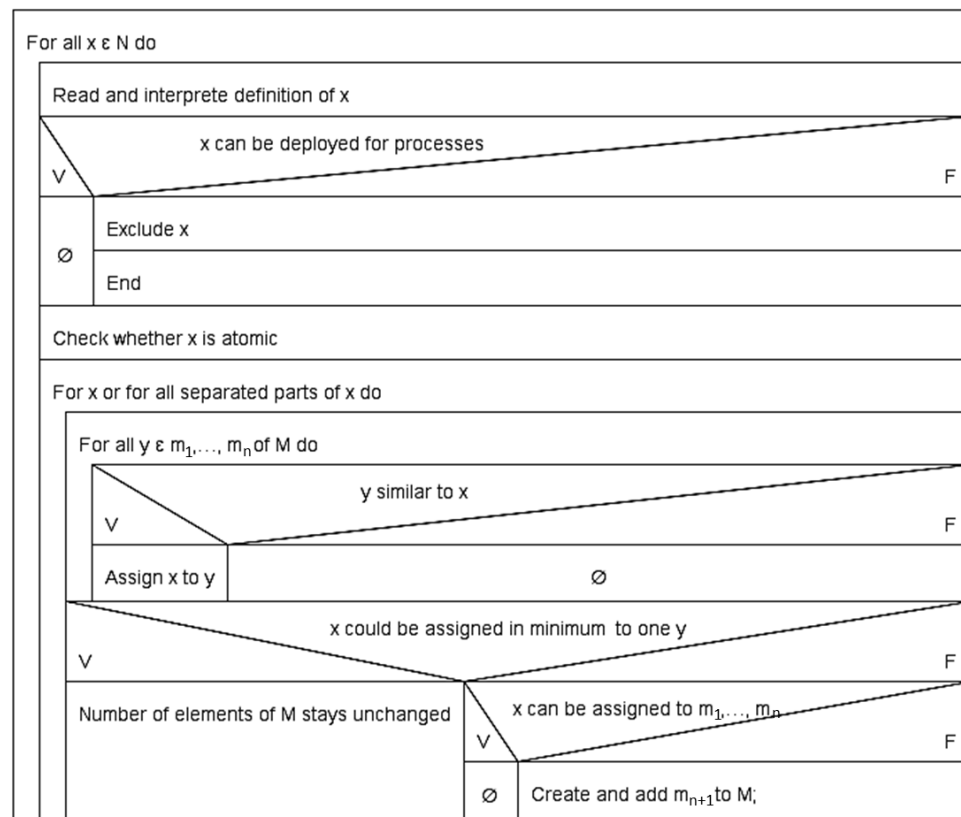 For all x ε N do
Read and interprete definition of x
x can be deployed for processes
V
F
Ø
Exclude x
End
Check whether x is atomic
For x or for all separated parts of x do
For all y ε m₁,…, mₙ of M do
y similar to x
V
F
Assign x to y
Ø
x could be assigned in minimum to one y
V
F
Number of elements of M stays unchanged
x can be assigned to m₁,…, mₙ
V
F
Ø
Create and add mₙ₊₁ to M;